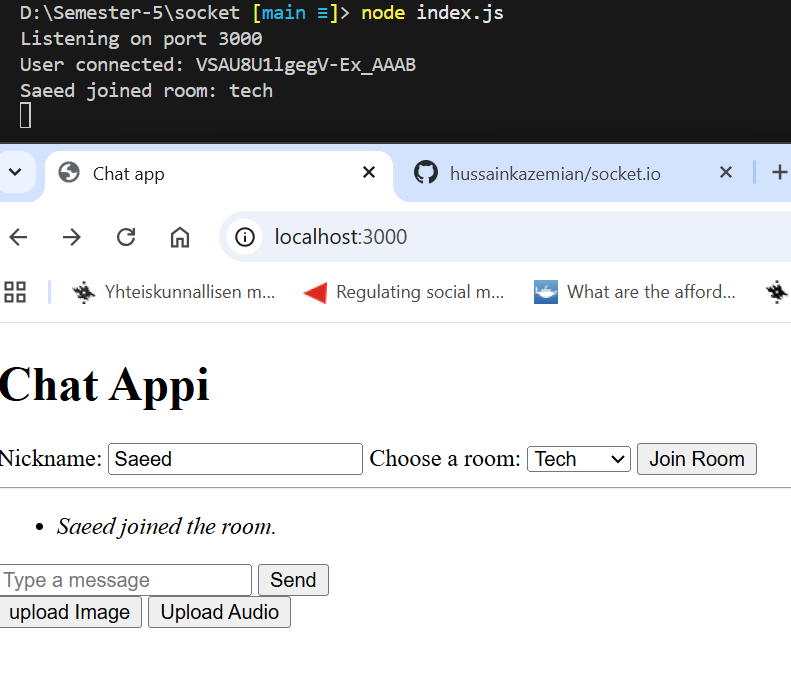 D:\Semester-5\socket [main ≡]> node index.js
Listening on port 3000
User connected: VSAU8U1lgegV-Ex_AAAB
Saeed joined room: tech
Chat app
hussainkazemian/socket.io
localhost:3000
Yhteiskunnallisen m... Regulating social m... What are the afford...
Chat Appi
Nickname: Saeed Choose a room: Tech Join Room
• Saeed joined the room.
Type a message Send
upload Image Upload Audio